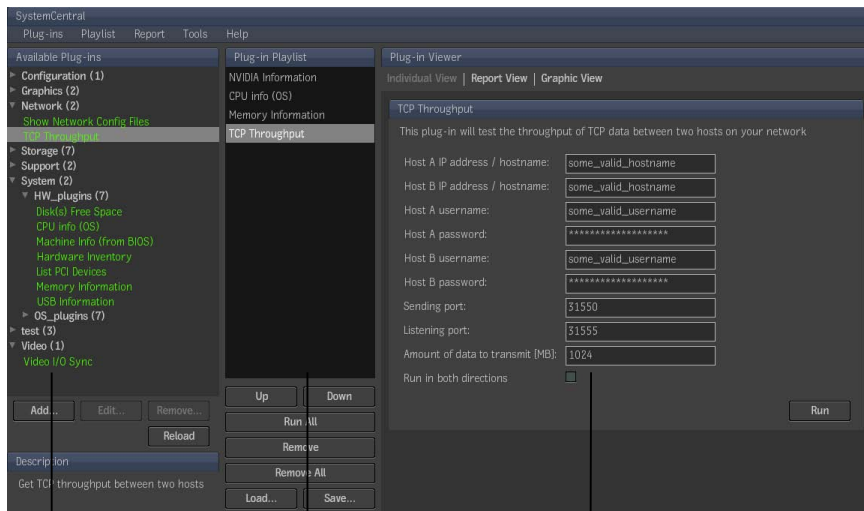 SystemCentral
Plug-ins Playlist Report Tools Help
Available Plug-ins
Configuration (1)
Graphics (2)
Network (2)
Show Network Config Files
TCP Throughput
Storage (7)
Support (2)
System (2)
HW_plugins (7)
Disk(s) Free Space
CPU info (OS)
Machine Info (from BIOS)
Hardware Inventory
List PCI Devices
Memory Information
USB Information
OS_plugins (7)
test (3)
Video (1)
Video I/O Sync
Add... Edit... Remove...
Reload
Description
Get TCP throughput between two hosts
Plug-in Playlist
NVIDIA Information
CPU info (OS)
Memory Information
TCP Throughput
Up Down
Run All
Remove
Remove All
Load... Save...
Plug-in Viewer
Individual View | Report View | Graphic View
TCP Throughput
This plug-in will test the throughput of TCP data between two hosts on your network
Host A IP address / hostname: some_valid_hostname
Host B IP address / hostname: some_valid_hostname
Host A username: some_valid_username
Host A password: *******************
Host B username: some_valid_username
Host B password: *******************
Sending port: 31550
Listening port: 31555
Amount of data to transmit [MB]: 1024
Run in both directions
Run